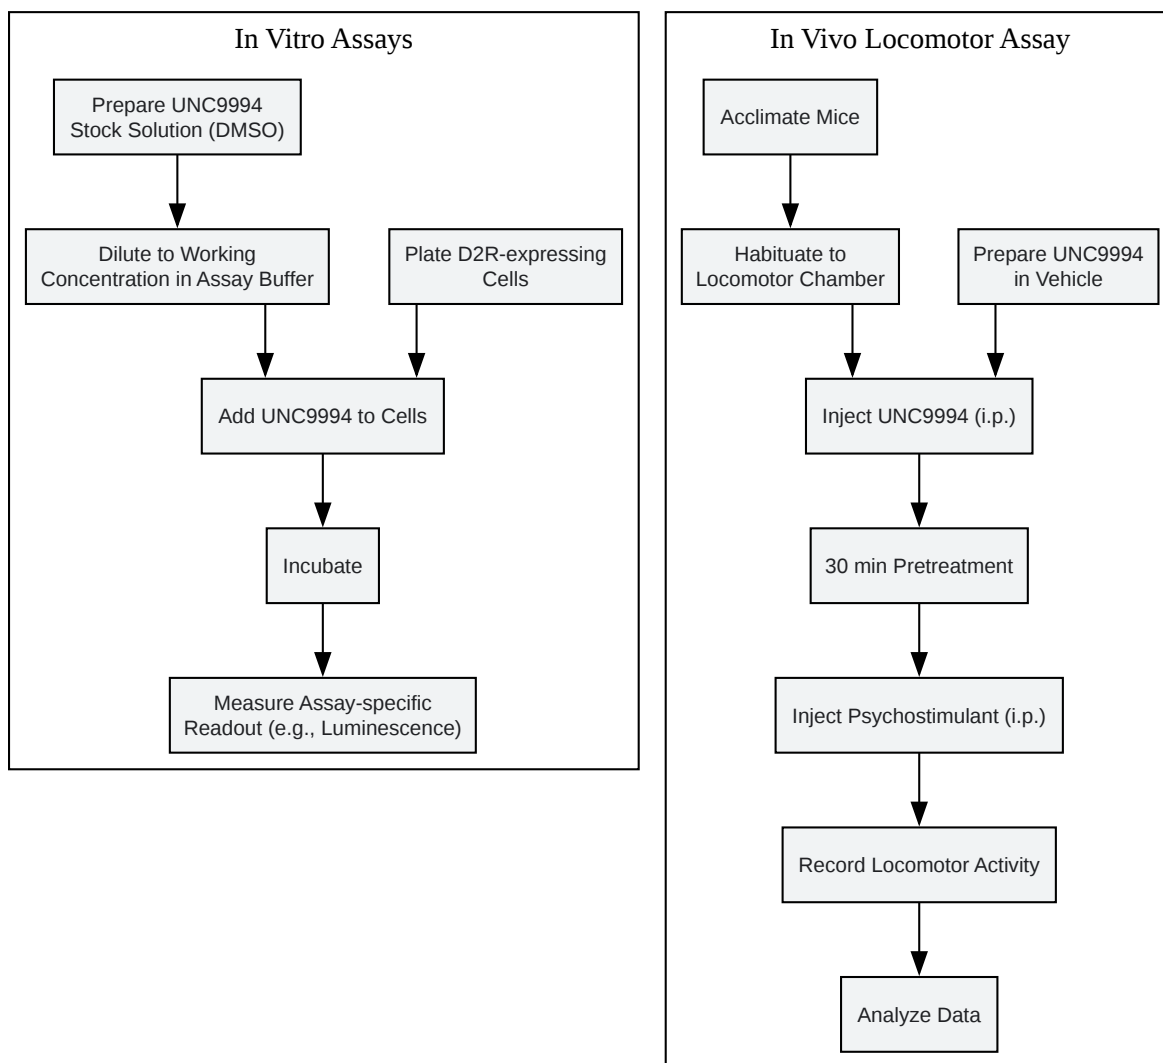 In Vitro Assays
Prepare UNC9994
Stock Solution (DMSO)
Dilute to Working
Concentration in Assay Buffer
Plate D2R-expressing
Cells
Add UNC9994 to Cells
Incubate
Measure Assay-specific
Readout (e.g., Luminescence)
In Vivo Locomotor Assay
Acclimate Mice
Habituate to
Locomotor Chamber
Prepare UNC9994
in Vehicle
Inject UNC9994 (i.p.)
30 min Pretreatment
Inject Psychostimulant (i.p.)
Record Locomotor Activity
Analyze Data